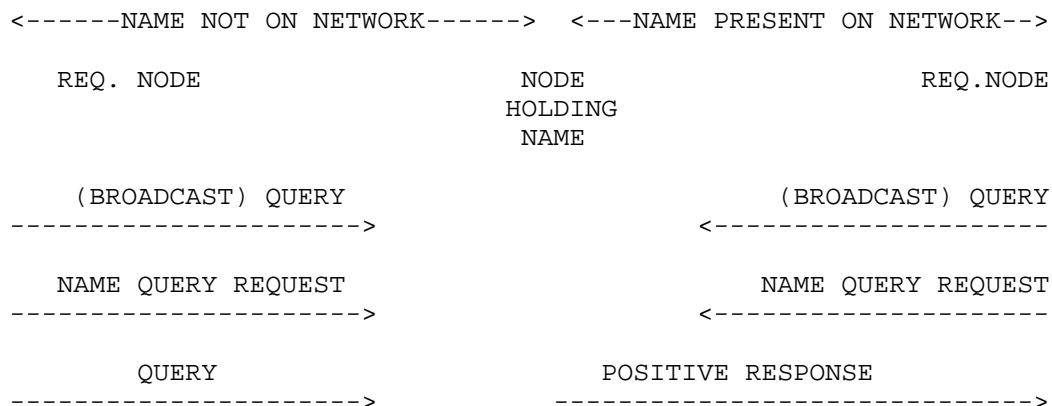 <------NAME NOT ON NETWORK------> <---NAME PRESENT ON NETWORK-->
REQ. NODE NODE REQ.NODE
HOLDING
NAME
(BROADCAST) QUERY (BROADCAST) QUERY
----------------------> <---------------------
NAME QUERY REQUEST NAME QUERY REQUEST
----------------------> <---------------------
QUERY POSITIVE RESPONSE
----------------------> ------------------------------>